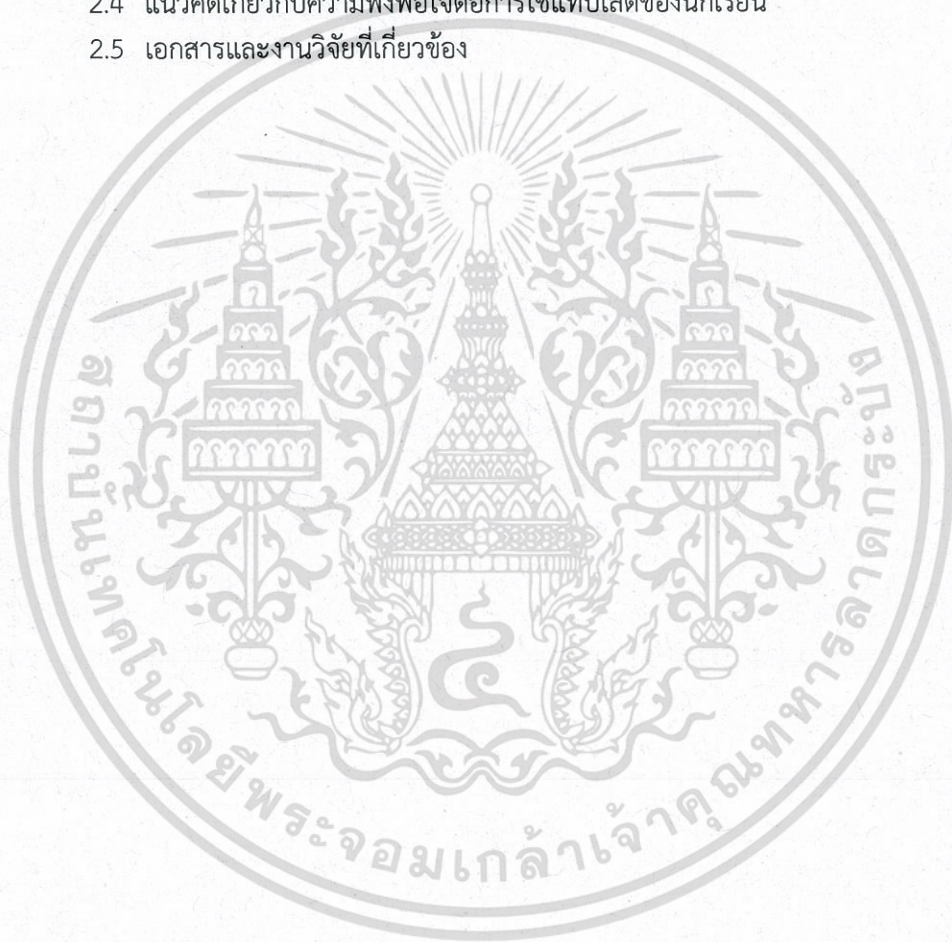 2.4 แนวคิดเกี่ยวกับความพึงพอใจต่อการใช้แท็บเล็ตของนักเรียน
2.5 เอกสารและงานวิจัยที่เกี่ยวข้อง
๔
สถาบันเทคโนโลยีพระจอมเกล้าเจ้าคุณทหารลาดกระบัง